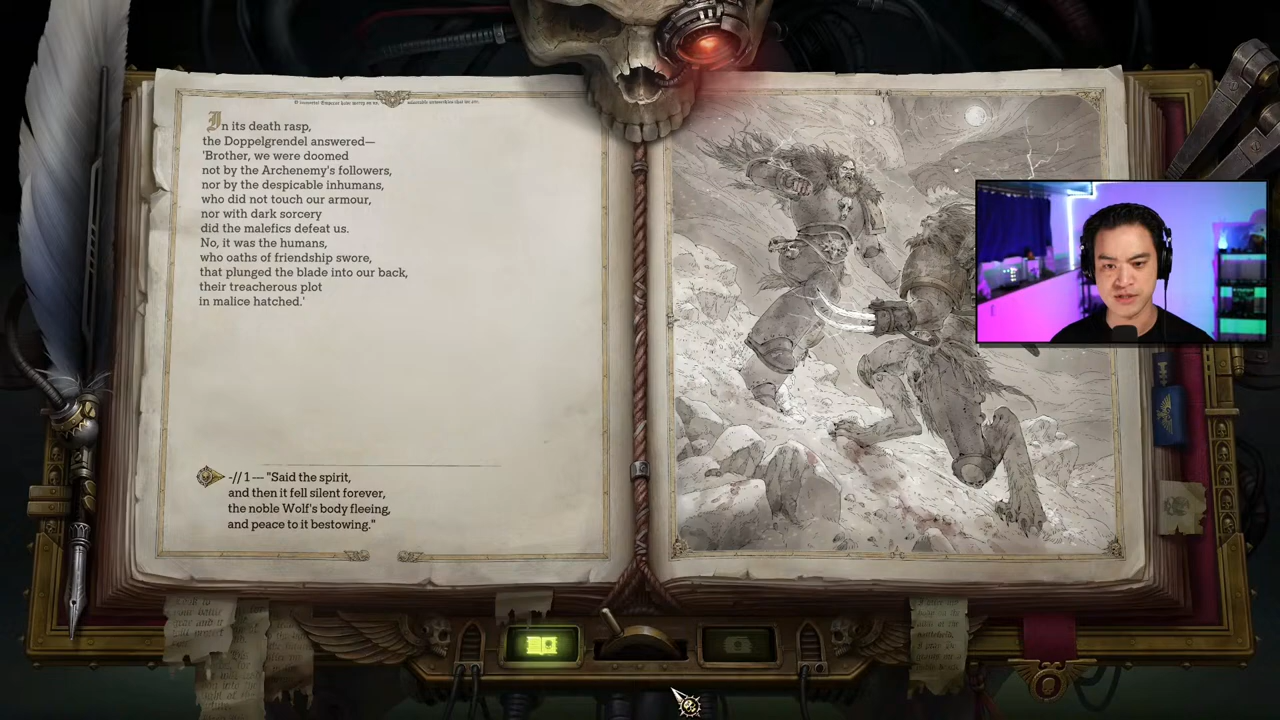 In its death rasp,
the Doppelgrendel answered—
'Brother, we were doomed
not by the Archenemy's followers,
nor by the despicable inhumans,
who did not touch our armour,
nor with dark sorcery
did the malefics defeat us.
No, it was the humans,
who oaths of friendship swore,
that plunged the blade into our back,
their treacherous plot
in malice hatched.'
-// 1 --- "Said the spirit,
and then it fell silent forever,
the noble Wolf's body fleeing,
and peace to it bestowing."